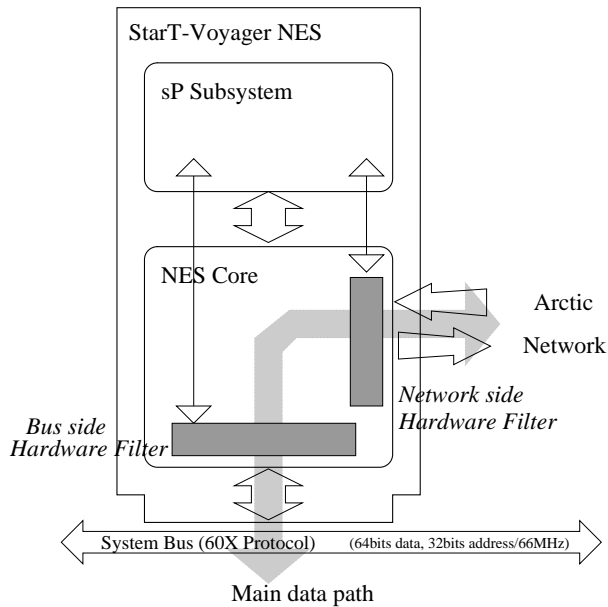 StarT-Voyager NES
sP Subsystem
NES Core
Arctic
Network
Network side
Hardware Filter
Bus side
Hardware Filter
System Bus (60X Protocol) (64bits data, 32bits address/66MHz)
Main data path